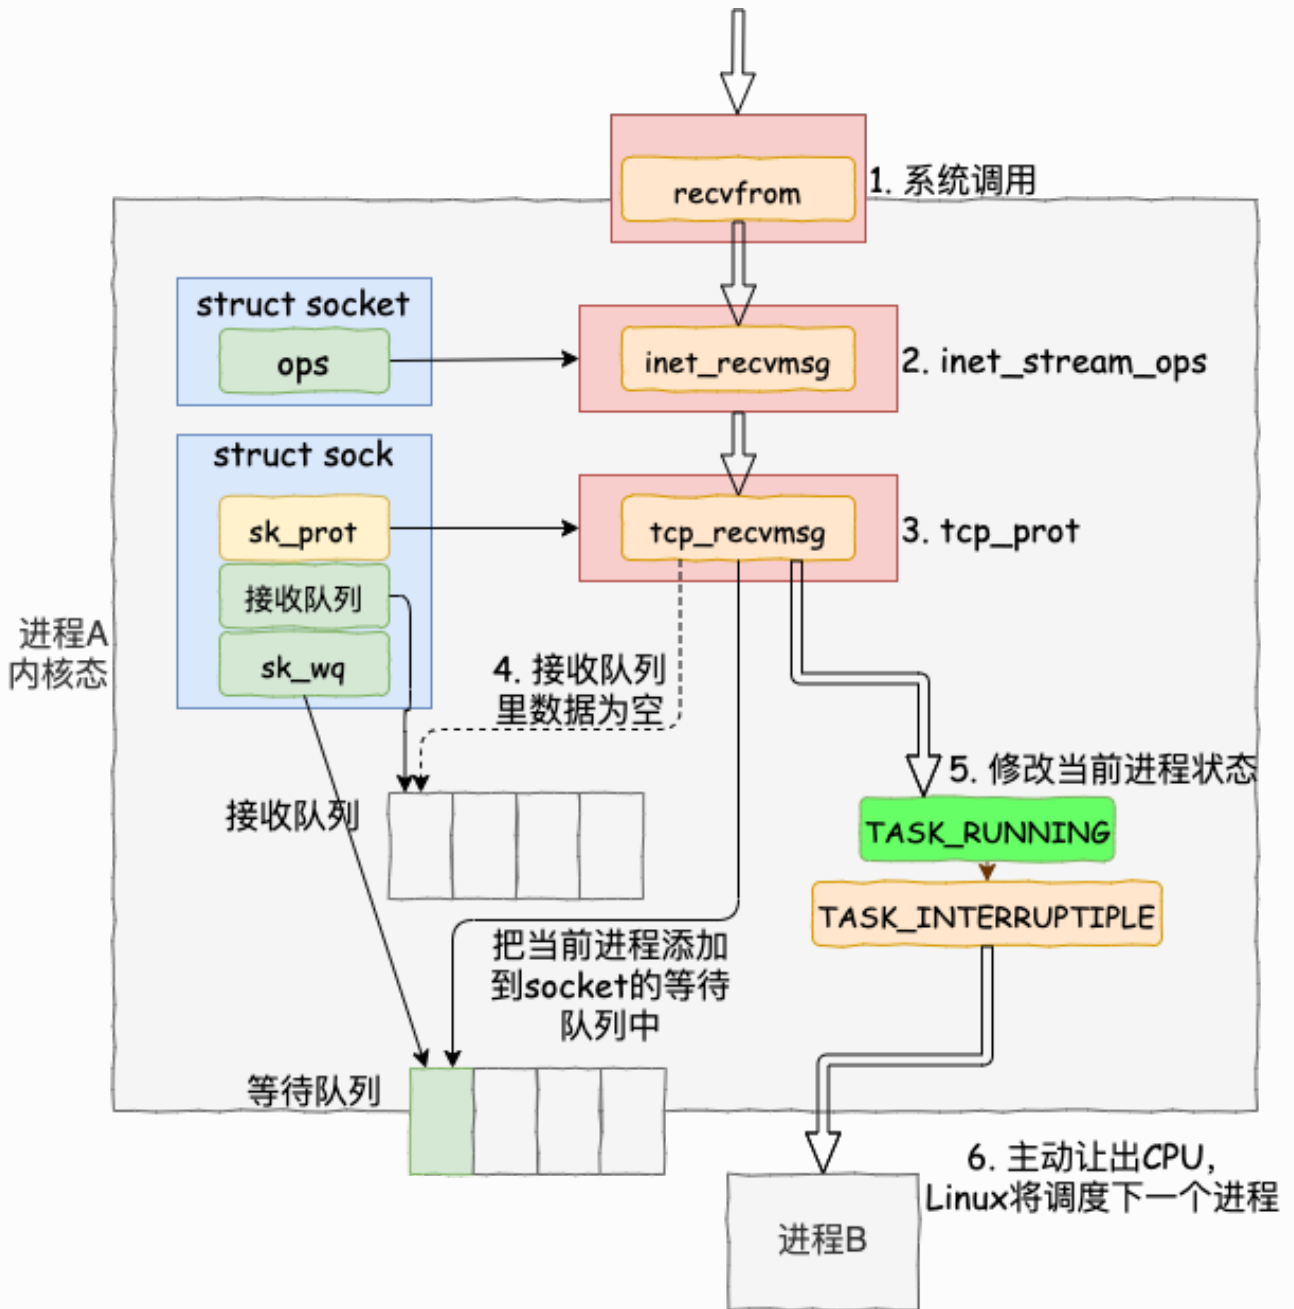 recvfrom
1. 系统调用
struct socket
ops
inet_recvmsg
2. inet_stream_ops
struct sock
sk_prot
tcp_recvmsg
3. tcp_prot
接收队列
sk_wq
进程A
内核态
4. 接收队列
里数据为空
5. 修改当前进程状态
接收队列
TASK_RUNNING
TASK_INTERRUPTIPLE
把当前进程添加
到socket的等待
队列中
等待队列
6. 主动让出CPU,
Linux将调度下一个进程
进程B